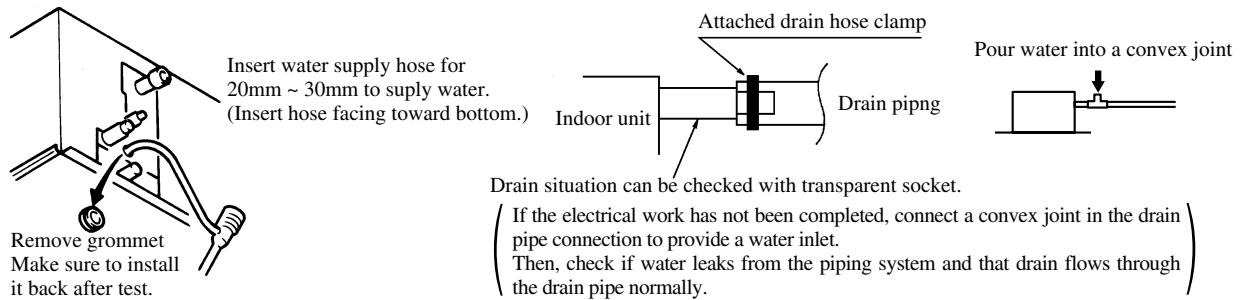 Insert water supply hose for
20mm ~ 30mm to suply water.
(Insert hose facing toward bottom.)
Remove grommet
Make sure to install
it back after test.
Attached drain hose clamp
Indoor unit
Drain pipng
Pour water into a convex joint
Drain situation can be checked with transparent socket.
If the electrical work has not been completed, connect a convex joint in the drain
pipe connection to provide a water inlet.
Then, check if water leaks from the piping system and that drain flows through
the drain pipe normally.